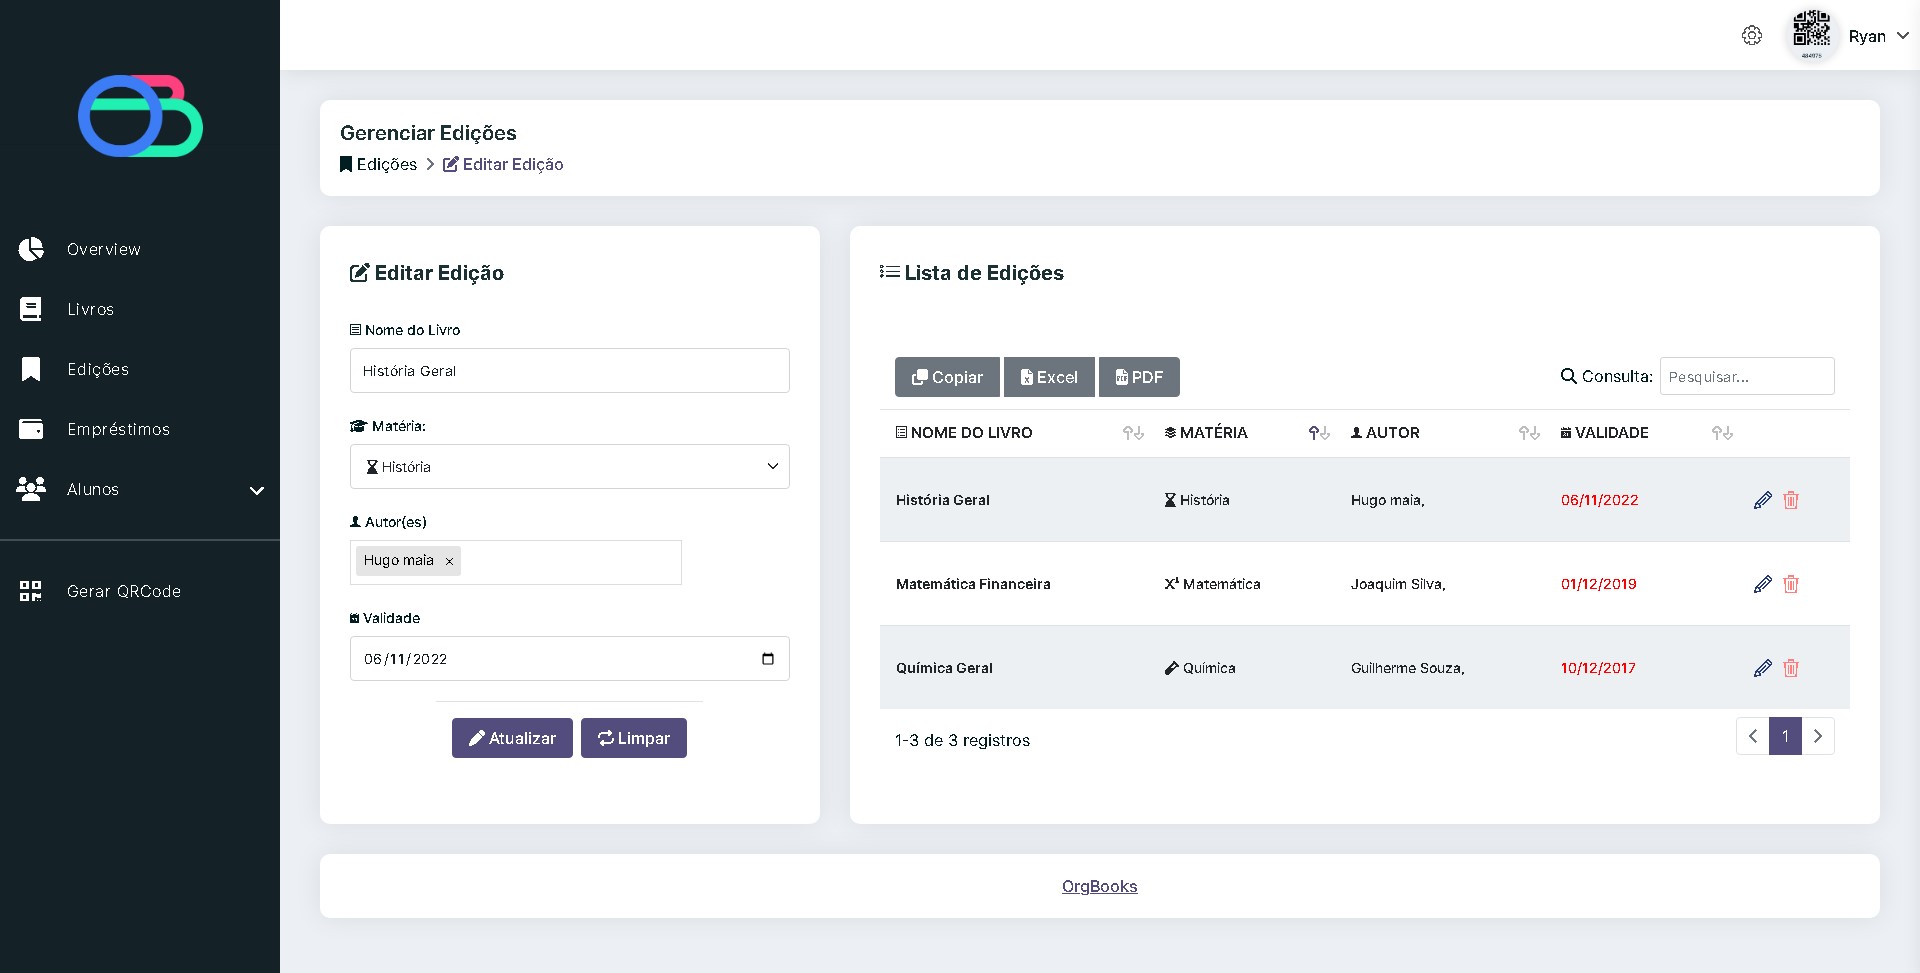 484976
Ryan
Gerenciar Edições
Edições > Editar Edição
Overview
Livros
Edições
Empréstimos
Alunos
Gerar QRCode
Editar Edição
Nome do Livro
História Geral
Matéria:
História
Autor(es)
Hugo maia ×
Validade
06/11/2022
Atualizar Limpar
Lista de Edições
Copiar Excel PDF Consulta: Pesquisar...
NOME DO LIVRO MATÉRIA AUTOR VALIDADE
História Geral História Hugo maia, 06/11/2022
Matemática Financeira X¹ Matemática Joaquim Silva, 01/12/2019
Química Geral Química Guilherme Souza, 10/12/2017
1-3 de 3 registros 1
OrgBooks